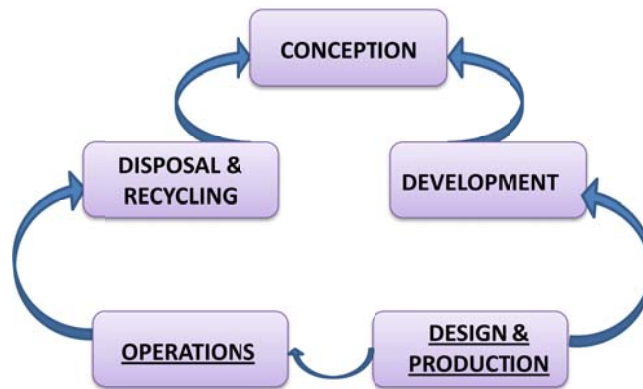 CONCEPTION
DISPOSAL &
RECYCLING
DEVELOPMENT
OPERATIONS
DESIGN &
PRODUCTION